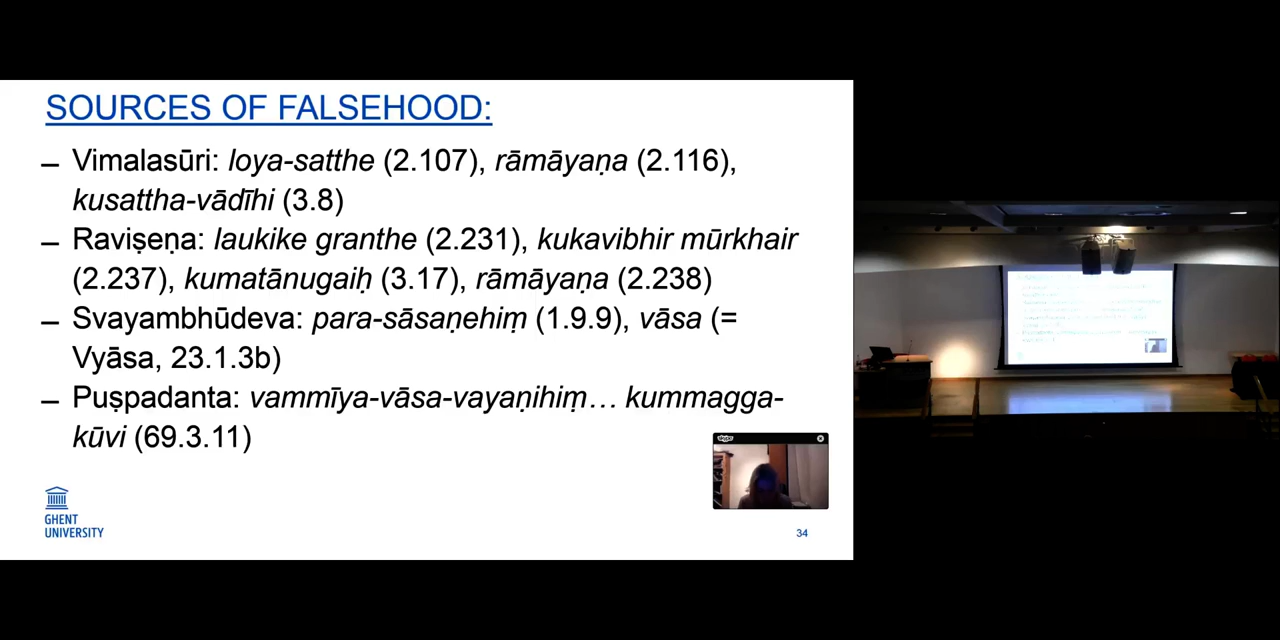 SOURCES OF FALSEHOOD:
– Vimalasūri: loya-satthe (2.107), rāmāyaṇa (2.116),
kusattha-vādīhi (3.8)
– Raviṣeṇa: laukike granthe (2.231), kukavibhir mūrkhair
(2.237), kumatānugaiḥ (3.17), rāmāyaṇa (2.238)
– Svayambhūdeva: para-sāsaṇehiṃ (1.9.9), vāsa (=
Vyāsa, 23.1.3b)
– Puṣpadanta: vammīya-vāsa-vayaṇihiṃ… kummagga-
kūvi (69.3.11)
skype
GHENT
UNIVERSITY
34